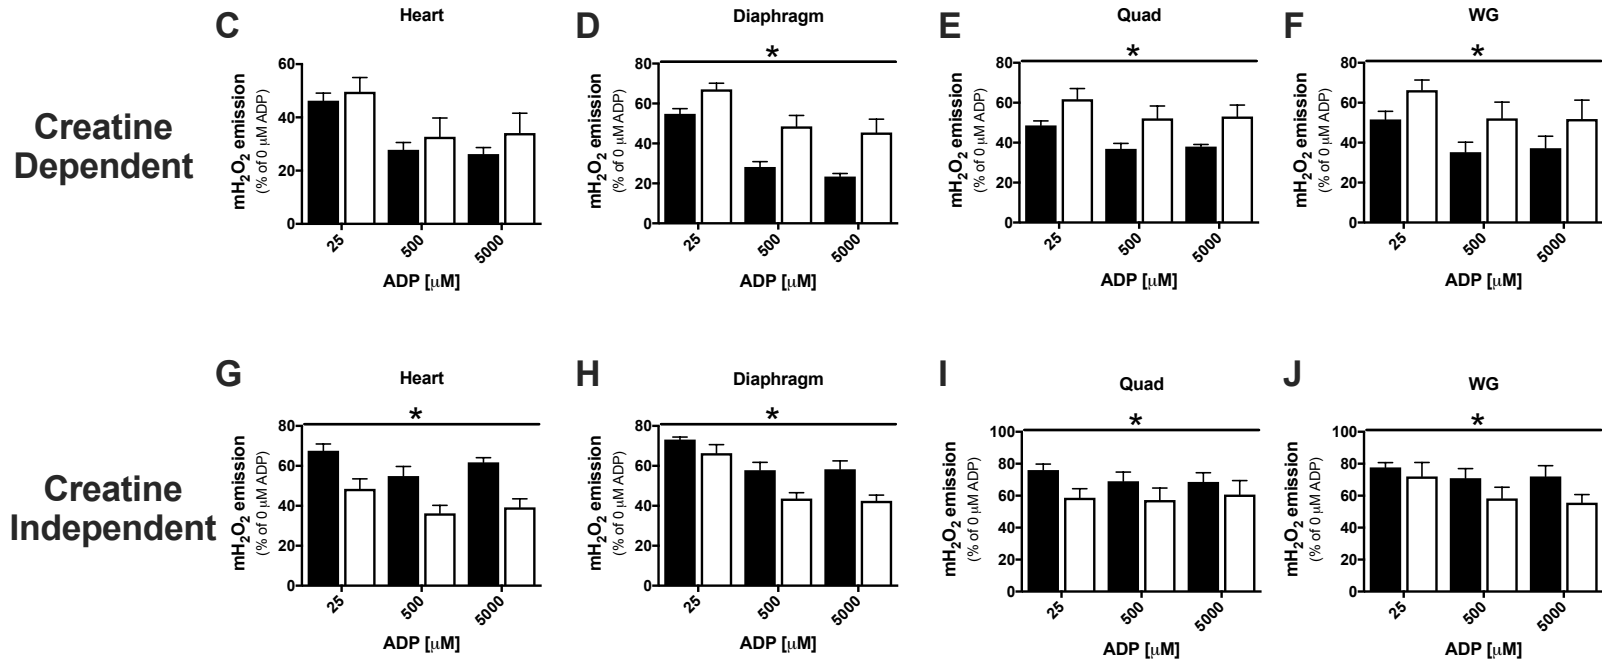 C
Heart
D
Diaphragm
E
Quad
F
WG
Creatine
Dependent
mH2O2 emission
(% of 0 μM ADP)
60
40
20
0
25
500
5000
ADP [μM]
*
mH2O2 emission
(% of 0 μM ADP)
80
60
40
20
0
25
500
5000
ADP [μM]
*
mH2O2 emission
(% of 0 μM ADP)
80
60
40
20
0
25
500
5000
ADP [μM]
*
mH2O2 emission
(% of 0 μM ADP)
80
60
40
20
0
25
500
5000
ADP [μM]
G
Heart
H
Diaphragm
I
Quad
J
WG
Creatine
Independent
*
mH2O2 emission
(% of 0 μM ADP)
80
60
40
20
0
25
500
5000
ADP [μM]
*
mH2O2 emission
(% of 0 μM ADP)
80
60
40
20
0
25
500
5000
ADP [μM]
*
mH2O2 emission
(% of 0 μM ADP)
100
80
60
40
20
0
25
500
5000
ADP [μM]
*
mH2O2 emission
(% of 0 μM ADP)
100
80
60
40
20
0
25
500
5000
ADP [μM]